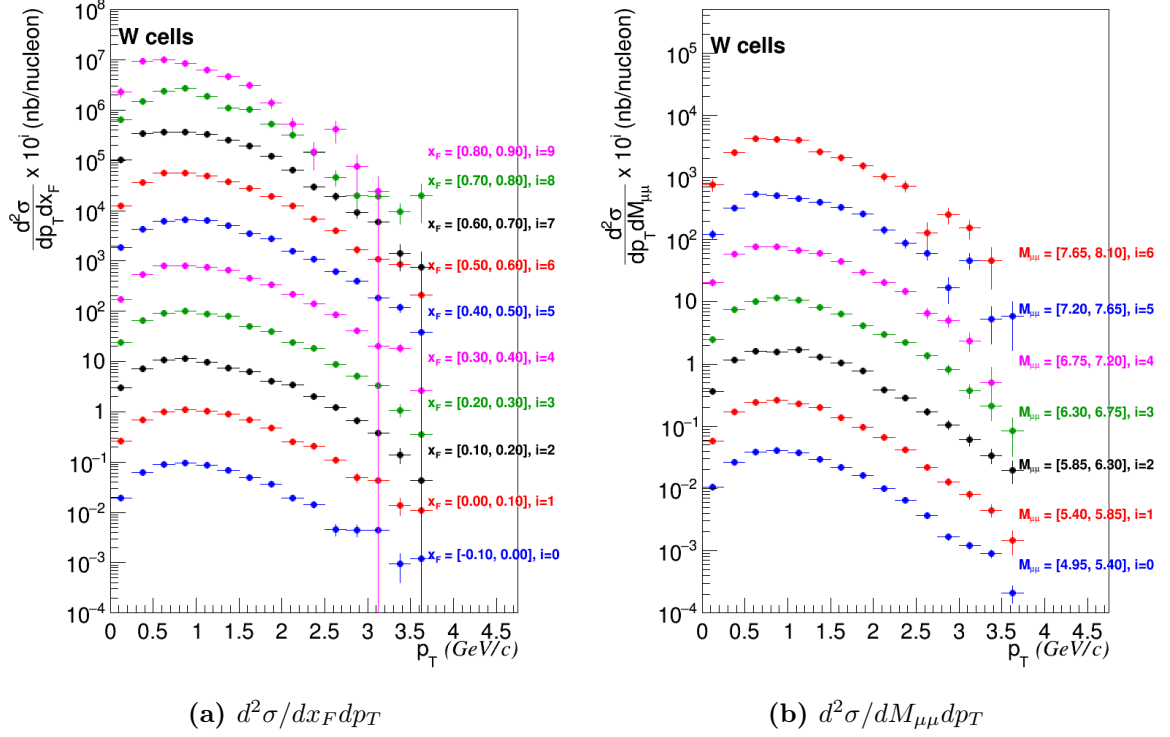 W cells
d²σ/dp_T dx_F x 10^i (nb/nucleon)
10^8
10^7
10^6
10^5
10^4
10^3
10^2
10
1
10^−1
10^−2
10^−3
10^−4
x_F = [0.80, 0.90], i=9
x_F = [0.70, 0.80], i=8
x_F = [0.60, 0.70], i=7
x_F = [0.50, 0.60], i=6
x_F = [0.40, 0.50], i=5
x_F = [0.30, 0.40], i=4
x_F = [0.20, 0.30], i=3
x_F = [0.10, 0.20], i=2
x_F = [0.00, 0.10], i=1
x_F = [-0.10, 0.00], i=0
0 0.5 1 1.5 2 2.5 3 3.5 4 4.5
p_T (GeV/c)
(a) d²σ/dx_F dp_T
W cells
d²σ/dp_T dM_μμ x 10^i (nb/nucleon)
10^5
10^4
10^3
10^2
10
1
10^−1
10^−2
10^−3
10^−4
M_μμ = [7.65, 8.10], i=6
M_μμ = [7.20, 7.65], i=5
M_μμ = [6.75, 7.20], i=4
M_μμ = [6.30, 6.75], i=3
M_μμ = [5.85, 6.30], i=2
M_μμ = [5.40, 5.85], i=1
M_μμ = [4.95, 5.40], i=0
0 0.5 1 1.5 2 2.5 3 3.5 4 4.5
p_T (GeV/c)
(b) d²σ/dM_μμ dp_T